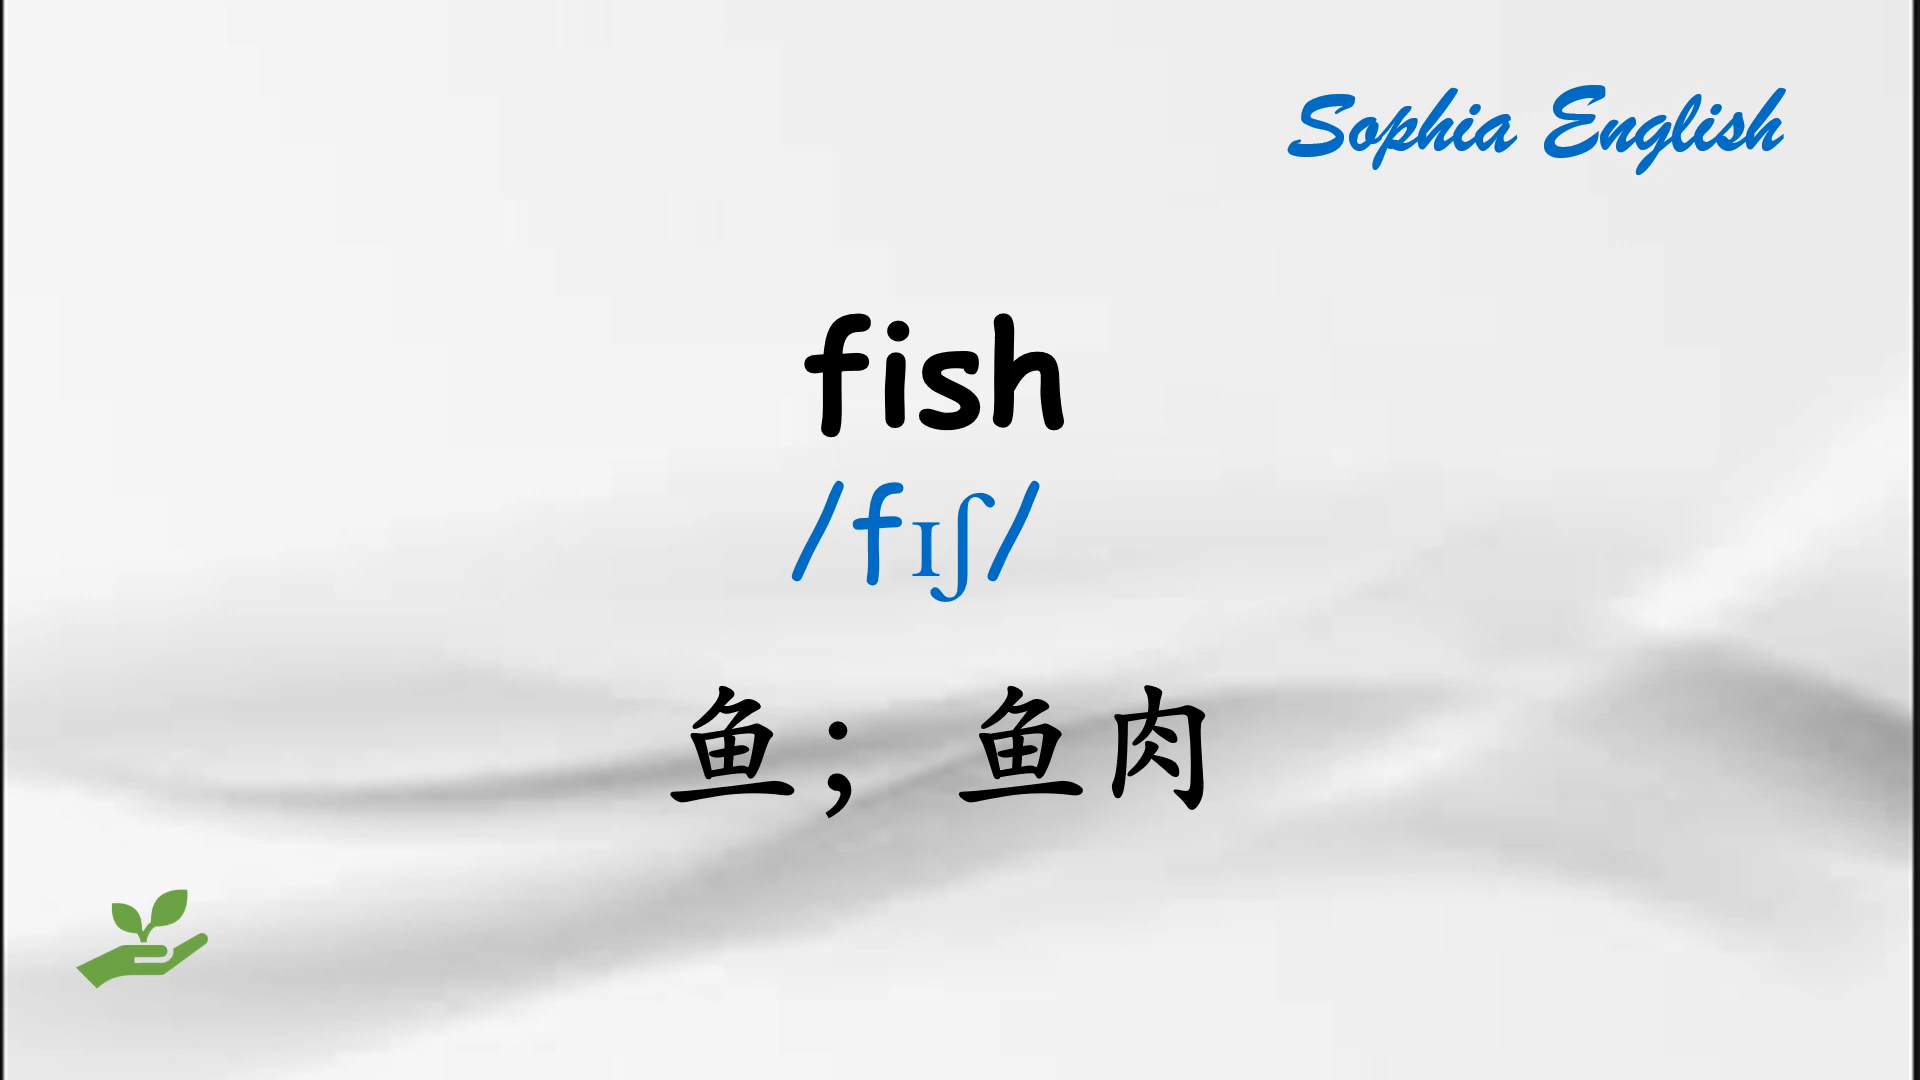 Sophia English
fish
/fɪʃ/
鱼；鱼肉